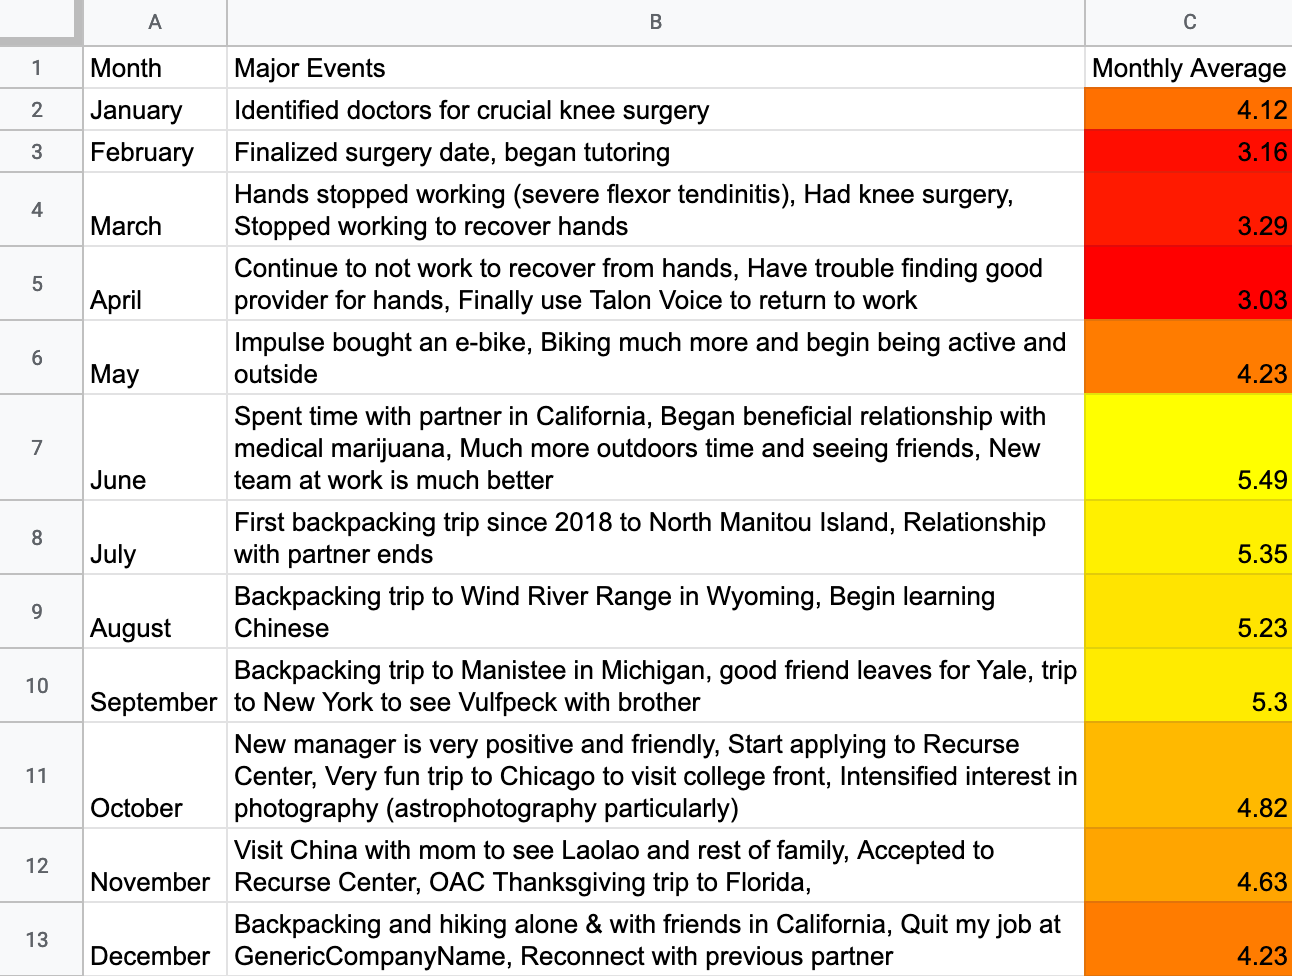 A B C
1 Month Major Events Monthly Average
2 January Identified doctors for crucial knee surgery 4.12
3 February Finalized surgery date, began tutoring 3.16
4 Hands stopped working (severe flexor tendinitis), Had knee surgery,
March Stopped working to recover hands 3.29
5 Continue to not work to recover from hands, Have trouble finding good
April provider for hands, Finally use Talon Voice to return to work 3.03
6 Impulse bought an e-bike, Biking much more and begin being active and
May outside 4.23
Spent time with partner in California, Began beneficial relationship with
7 medical marijuana, Much more outdoors time and seeing friends, New
June team at work is much better 5.49
8 First backpacking trip since 2018 to North Manitou Island, Relationship
July with partner ends 5.35
9 Backpacking trip to Wind River Range in Wyoming, Begin learning
August Chinese 5.23
10 Backpacking trip to Manistee in Michigan, good friend leaves for Yale, trip
September to New York to see Vulfpeck with brother 5.3
New manager is very positive and friendly, Start applying to Recurse
11 Center, Very fun trip to Chicago to visit college front, Intensified interest in
October photography (astrophotography particularly) 4.82
12 Visit China with mom to see Laolao and rest of family, Accepted to
November Recurse Center, OAC Thanksgiving trip to Florida, 4.63
13 Backpacking and hiking alone & with friends in California, Quit my job at
December GenericCompanyName, Reconnect with previous partner 4.23